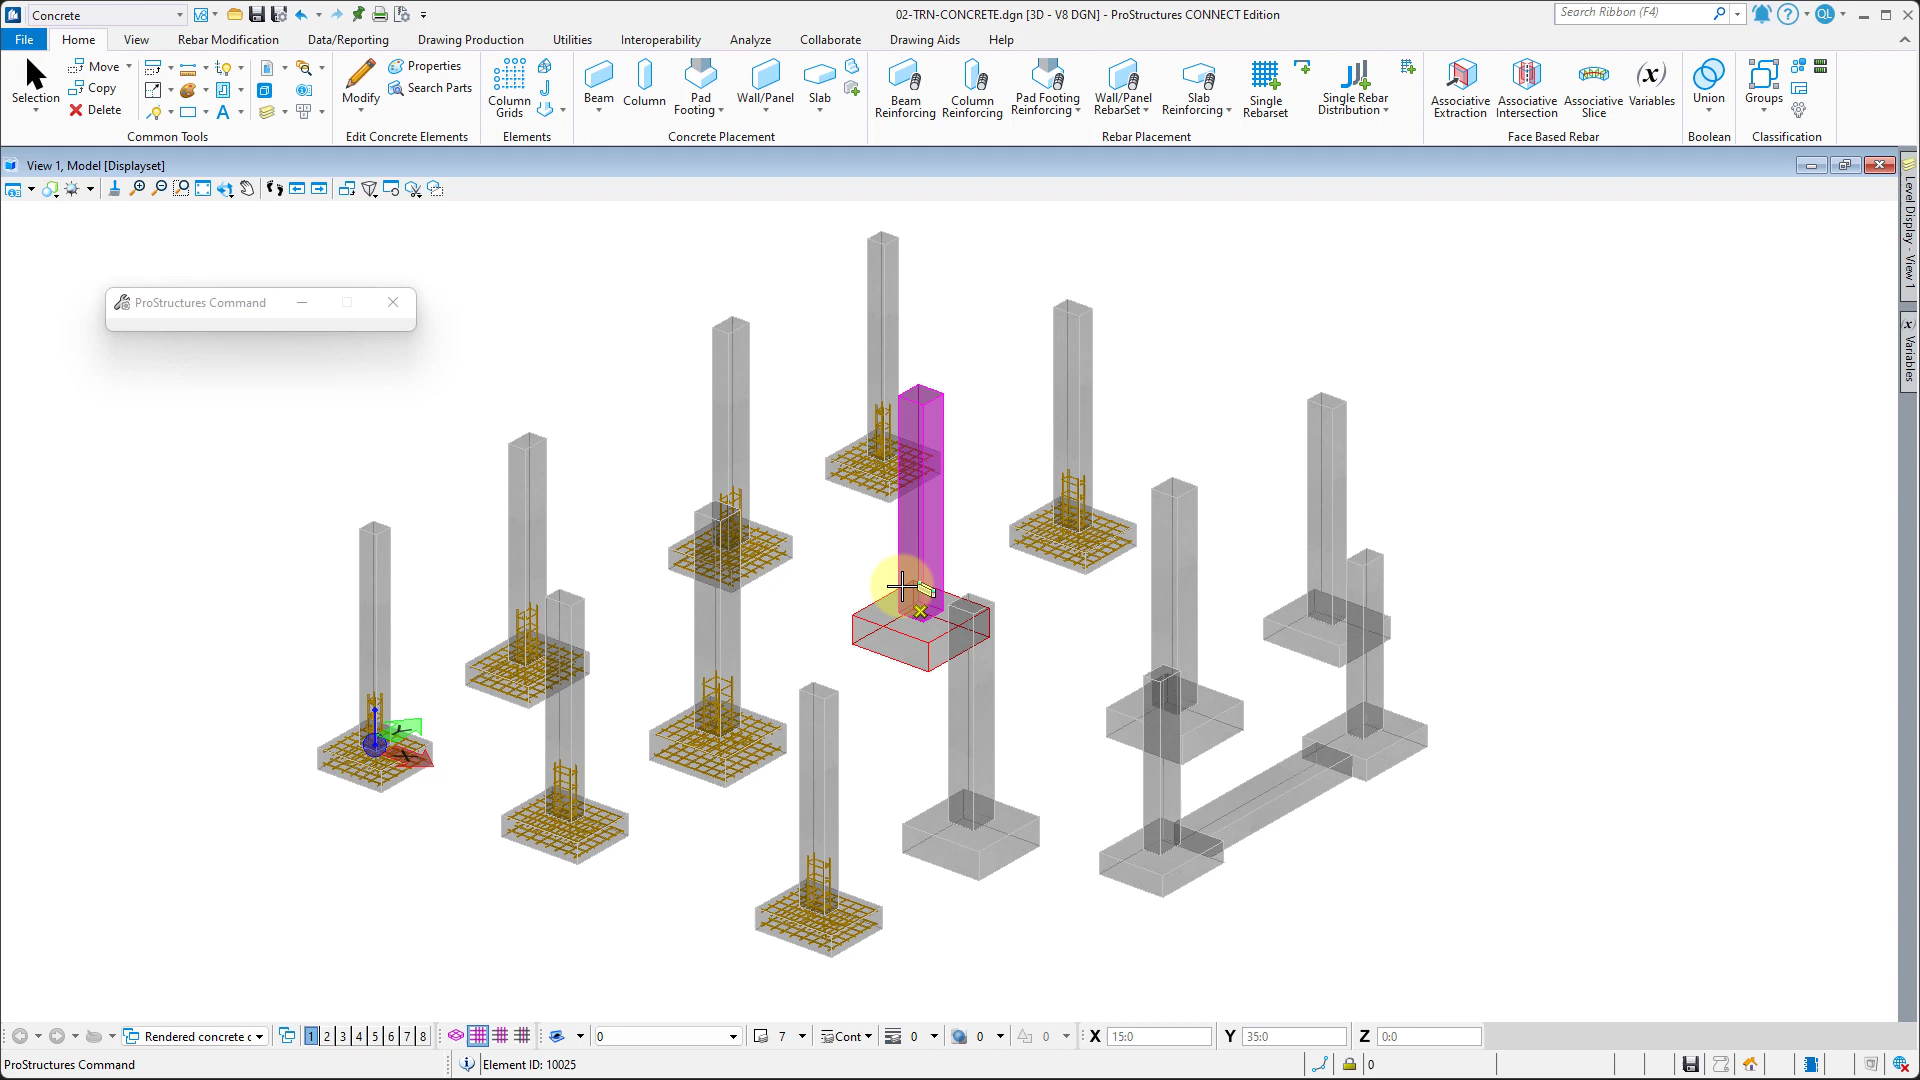 Concrete
02-TRN-CONCRETE.dgn [3D - V8 DGN] - ProStructures CONNECT Edition
Search Ribbon (F4)
QL
File
Home
View
Rebar Modification
Data/Reporting
Drawing Production
Utilities
Interoperability
Analyze
Collaborate
Drawing Aids
Help
Selection
Move
Copy
Delete
Common Tools
Modify
Properties
Search Parts
Edit Concrete Elements
Column Grids
Elements
Beam
Column
Pad Footing
Wall/Panel
Slab
Concrete Placement
Beam Reinforcing
Column Reinforcing
Pad Footing Reinforcing
Wall/Panel RebarSet
Slab Reinforcing
Single Rebarset
Single Rebar Distribution
Rebar Placement
Associative Extraction
Associative Intersection
Associative Slice
(x)
Variables
Face Based Rebar
Union
Boolean
Groups
Classification
View 1, Model [Displayset]
Level Display - View 1
(x) Variables
ProStructures Command
Y
X
Rendered concrete c
1 2 3 4 5 6 7 8
0
7
Cont
0
0
0
X 15:0
Y 35:0
Z 0:0
ProStructures Command
Element ID: 10025
0